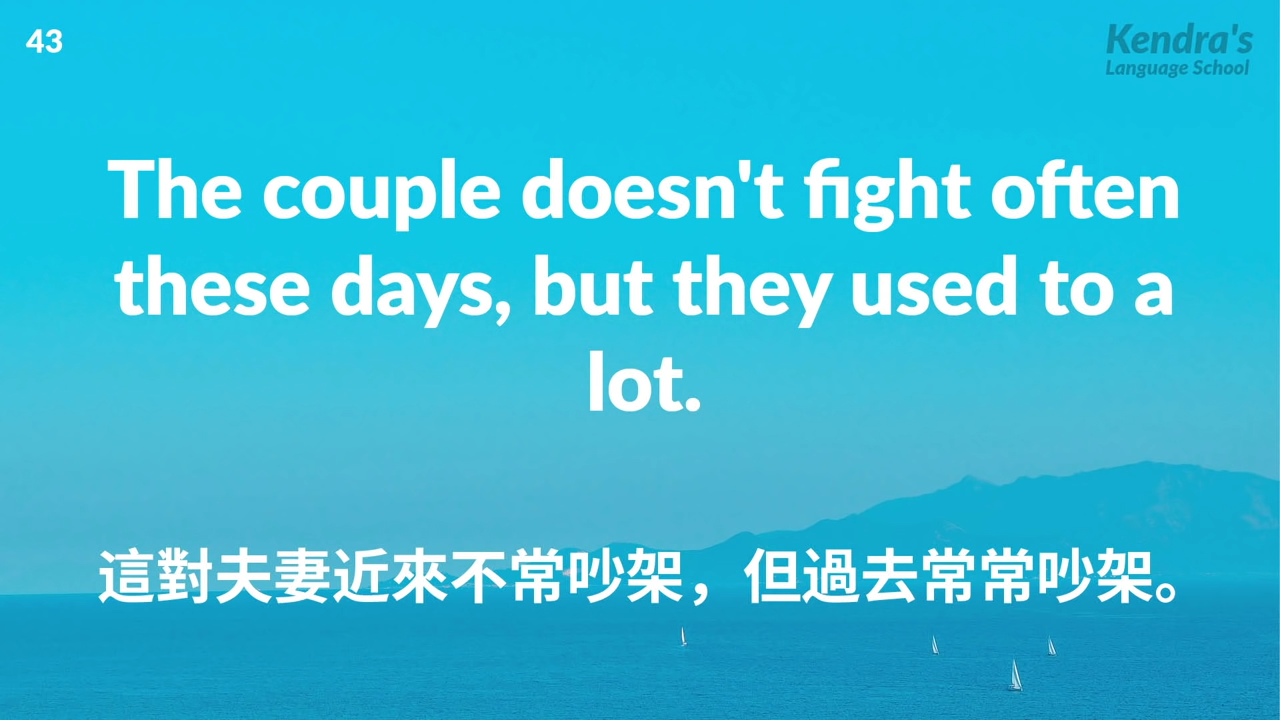 43
Kendra's
Language School
The couple doesn't fight often
these days, but they used to a
lot.
這對夫妻近來不常吵架，但過去常常吵架。